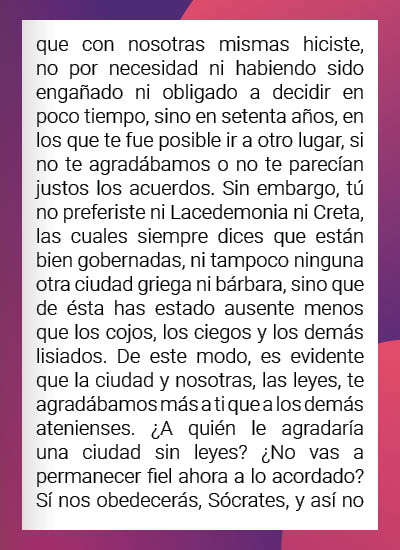 que con nosotras mismas hiciste,
no por necesidad ni habiendo sido
engañado ni obligado a decidir en
poco tiempo, sino en setenta años, en
los que te fue posible ir a otro lugar, si
no te agradábamos o no te parecían
justos los acuerdos. Sin embargo, tú
no preferiste ni Lacedemonia ni Creta,
las cuales siempre dices que están
bien gobernadas, ni tampoco ninguna
otra ciudad griega ni bárbara, sino que
de ésta has estado ausente menos
que los cojos, los ciegos y los demás
lisiados. De este modo, es evidente
que la ciudad y nosotras, las leyes, te
agradábamos más a ti que a los demás
atenienses. ¿A quién le agradaría
una ciudad sin leyes? ¿No vas a
permanecer fiel ahora a lo acordado?
Sí nos obedecerás, Sócrates, y así no